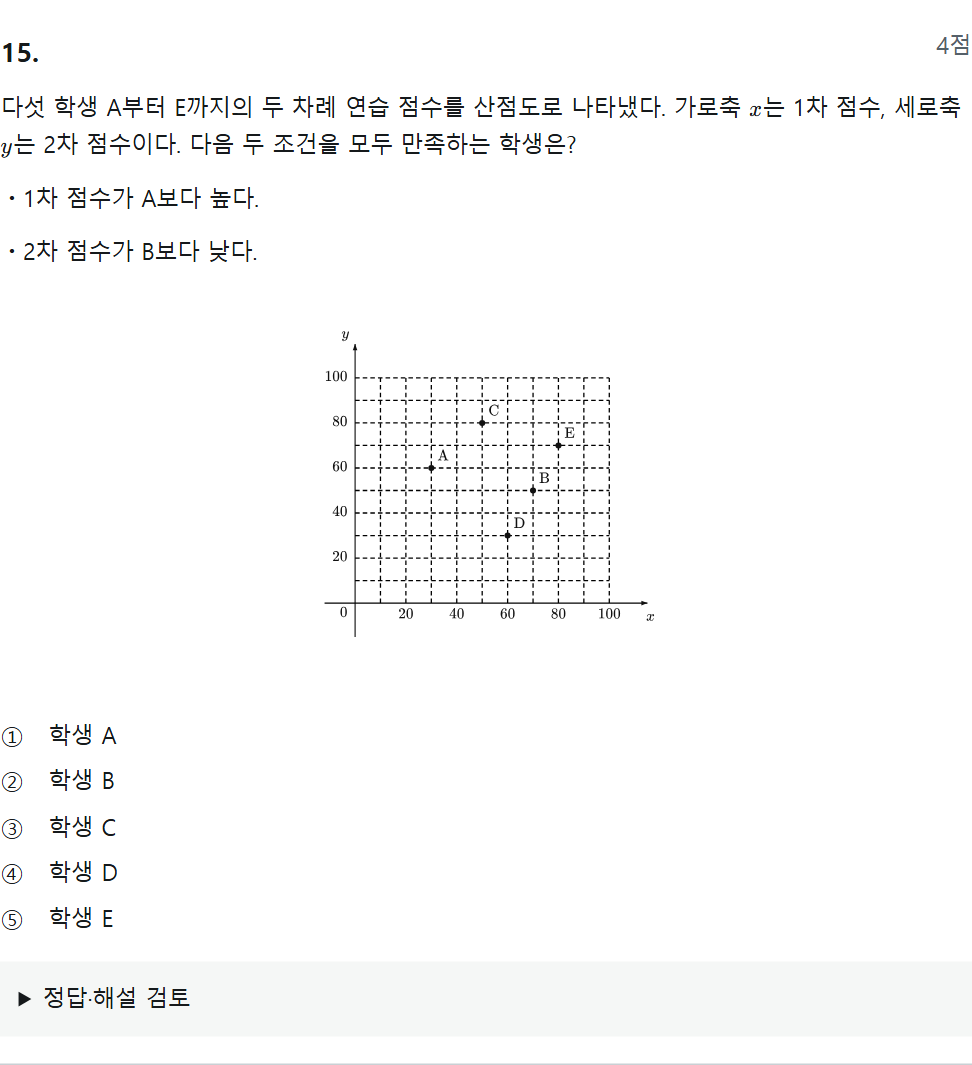 15.
4점
다섯 학생 A부터 E까지의 두 차례 연습 점수를 산점도로 나타냈다. 가로축 x는 1차 점수, 세로축
y는 2차 점수이다. 다음 두 조건을 모두 만족하는 학생은?
· 1차 점수가 A보다 높다.
· 2차 점수가 B보다 낮다.
y
100
C
80
E
A
60
B
40
D
20
0 20 40 60 80 100 x
① 학생 A
② 학생 B
③ 학생 C
④ 학생 D
⑤ 학생 E
▶ 정답·해설 검토